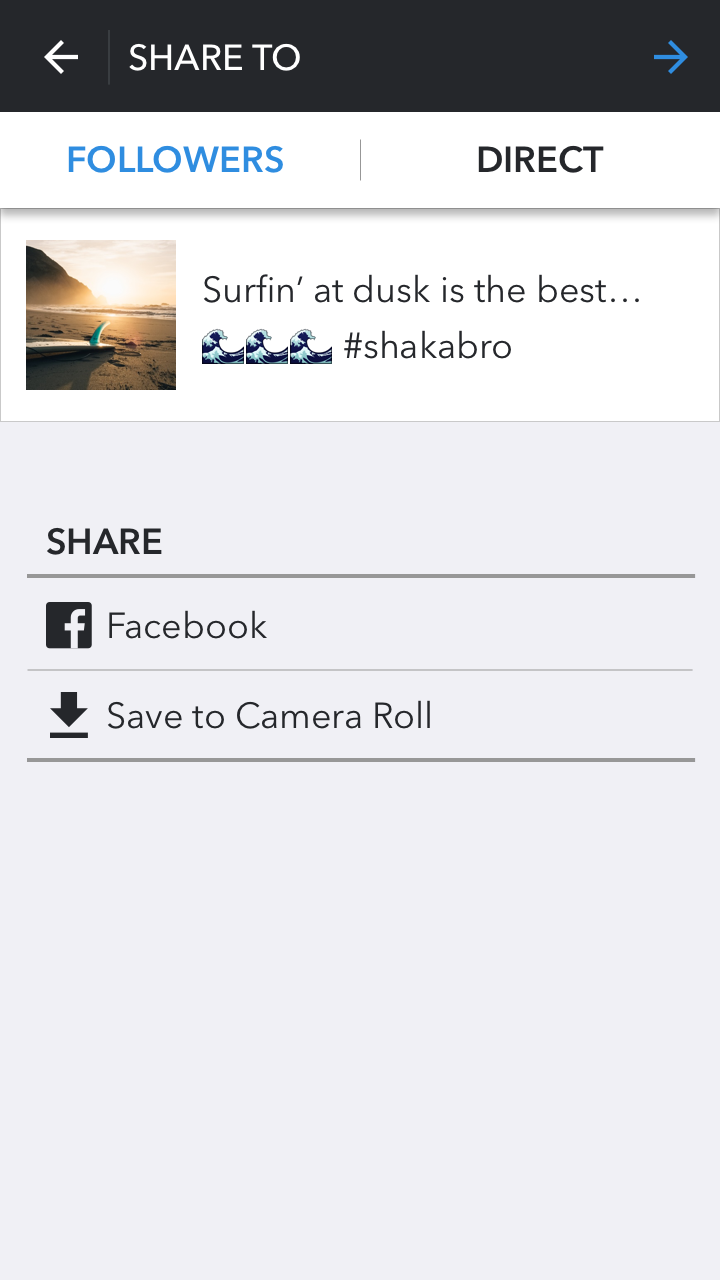 SHARE TO
FOLLOWERS
DIRECT
Surfin’ at dusk is the best…
🌊🌊🌊 #shakabro
SHARE
Facebook
Save to Camera Roll